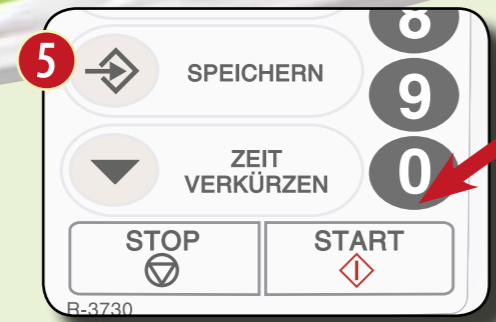 5
8
SPEICHERN
9
ZEIT
VERKÜRZEN
0
STOP
START
R-3730